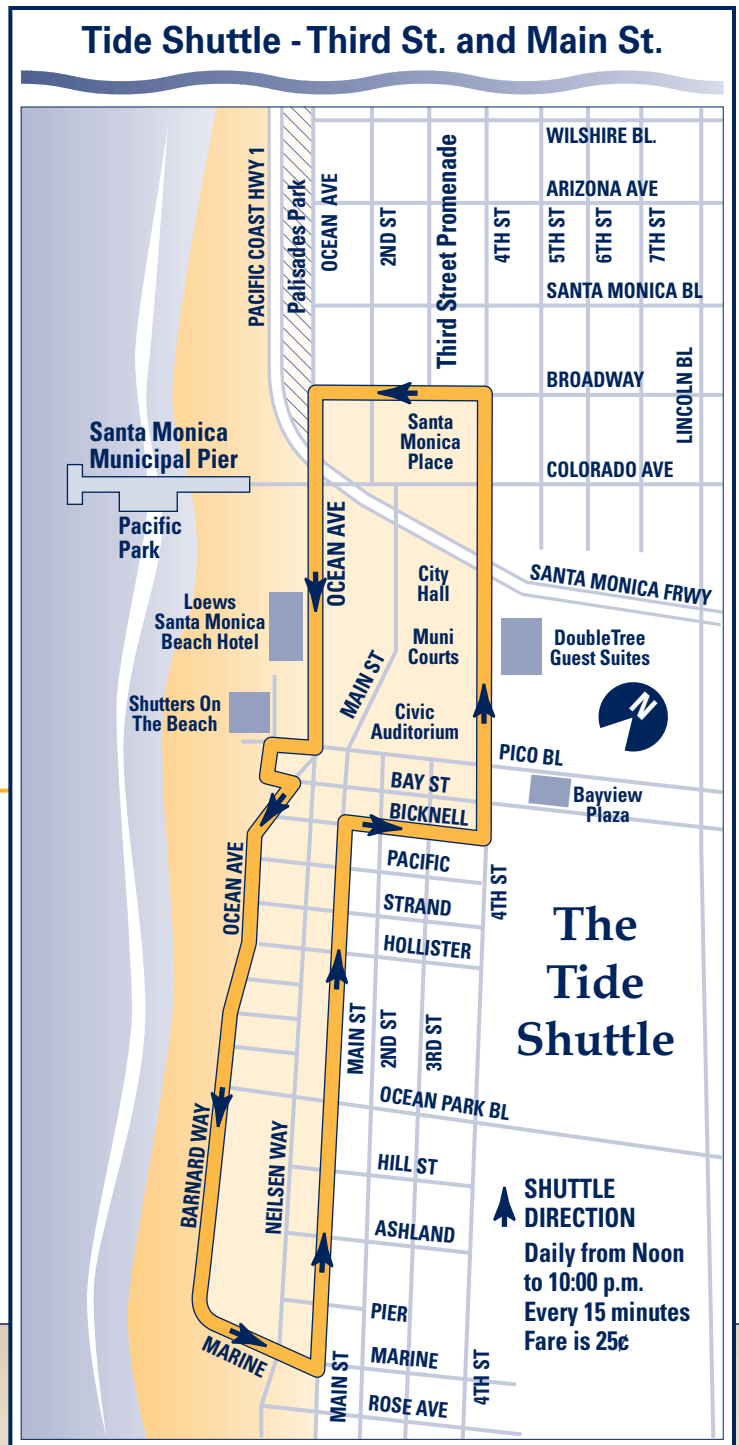 Tide Shuttle - Third St. and Main St.
WILSHIRE BL.
ARIZONA AVE
PACIFIC COAST HWY 1
Palisades Park
OCEAN AVE
2ND ST
Third Street Promenade
4TH ST
5TH ST
6TH ST
7TH ST
SANTA MONICA BL
LINCOLN BL
BROADWAY
Santa
Monica
Place
Santa Monica
Municipal Pier
COLORADO AVE
Pacific
Park
OCEAN AVE
City
Hall
SANTA MONICA FRWY
Loews
Santa Monica
Beach Hotel
Muni
Courts
DoubleTree
Guest Suites
MAIN ST
Shutters On
The Beach
Civic
Auditorium
N
PICO BL
BAY ST
Bayview
Plaza
BICKNELL
OCEAN AVE
PACIFIC
4TH ST
STRAND
HOLLISTER
The
Tide
Shuttle
MAIN ST
2ND ST
3RD ST
OCEAN PARK BL
BARNARD WAY
NEILSEN WAY
HILL ST
ASHLAND
SHUTTLE
DIRECTION
Daily from Noon
to 10:00 p.m.
Every 15 minutes
Fare is 25¢
PIER
MARINE
MARINE
MAIN ST
4TH ST
ROSE AVE